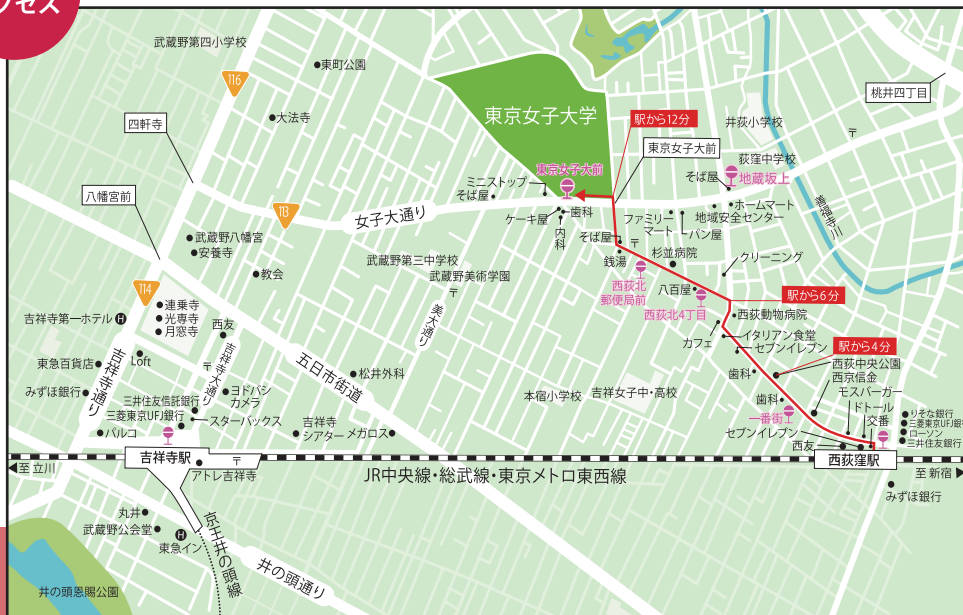 クセス
武蔵野第四小学校
東町公園
116
大法寺
四軒寺
八幡宮前
113
女子大通り
武蔵野八幡宮
安養寺
教会
114
連乗寺
光専寺
月窓寺
吉祥寺第一ホテル
H
西友
東急百貨店
Loft
みずほ銀行
吉祥寺通り
〒
吉祥寺大通り
三井住友信託銀行
三菱東京UFJ銀行
パルコ
ヨドバシ
カメラ
スターバックス
五日市街道
松井外科
吉祥寺
シアター
メガロス
武蔵野第三中学校
武蔵野美術学園
〒
美大通り
本宿小学校
吉祥女子中・高校
東京女子大学
東京女子大前
ミニストップ
そば屋
ケーキ屋
歯科
内科
駅から12分
東京女子大前
井荻小学校
〒
桃井四丁目
荻窪中学校
そば屋
地蔵坂上
ホームマート
地域安全センター
ファミリー
マート
パン屋
善福寺川
そば屋
〒
銭湯
杉並病院
クリーニング
西荻北
郵便局前
八百屋
西荻北4丁目
駅から6分
西荻動物病院
カフェ
イタリアン食堂
セブンイレブン
駅から4分
西荻中央公園
西京信金
歯科
モスバーガー
歯科
ドトール
交番
一番街
セブンイレブン
西友
りそな銀行
三菱東京UFJ銀行
ローソン
三井住友銀行
西荻窪駅
至 新宿
みずほ銀行
至 立川
吉祥寺駅
〒
アトレ吉祥寺
JR中央線・総武線・東京メトロ東西線
丸井
武蔵野公会堂
H
東急イン
京王井の頭線
井の頭通り
井の頭恩賜公園